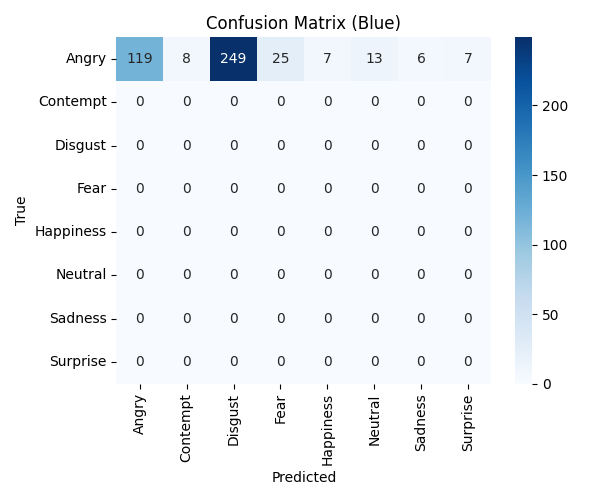 Confusion Matrix (Blue)
Angry 119 8 249 25 7 13 6 7
Contempt 0 0 0 0 0 0 0 0
Disgust 0 0 0 0 0 0 0 0
Fear 0 0 0 0 0 0 0 0
Happiness 0 0 0 0 0 0 0 0
Neutral 0 0 0 0 0 0 0 0
Sadness 0 0 0 0 0 0 0 0
Surprise 0 0 0 0 0 0 0 0
True
Angry Contempt Disgust Fear Happiness Neutral Sadness Surprise
Predicted
200
150
100
50
0